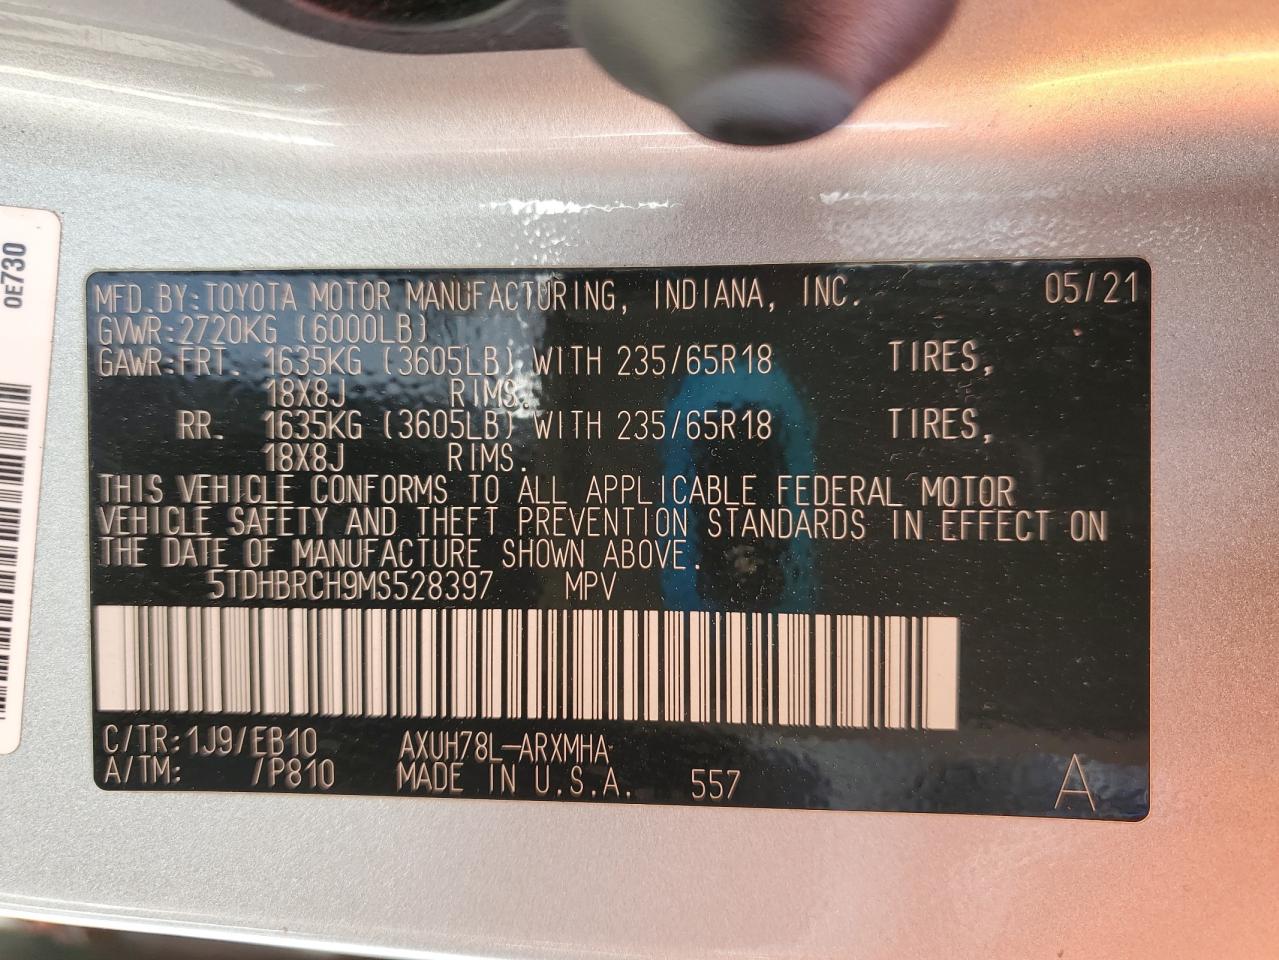 OE730
MFD.BY:TOYOTA MOTOR MANUFACTURING, INDIANA, INC. 05/21
GVWR:2720KG (6000LB)
GAWR:FRT. 1635KG (3605LB) WITH 235/65R18 TIRES,
18X8J RIMS.
RR. 1635KG (3605LB) WITH 235/65R18 TIRES,
18X8J RIMS.
THIS VEHICLE CONFORMS TO ALL APPLICABLE FEDERAL MOTOR
VEHICLE SAFETY AND THEFT PREVENTION STANDARDS IN EFFECT ON
THE DATE OF MANUFACTURE SHOWN ABOVE.
5TDHBRCH9MS528397 MPV
C/TR:1J9/EB10 AXUH78L-ARXMHA
A/TM: /P810 MADE IN U.S.A. 557 A